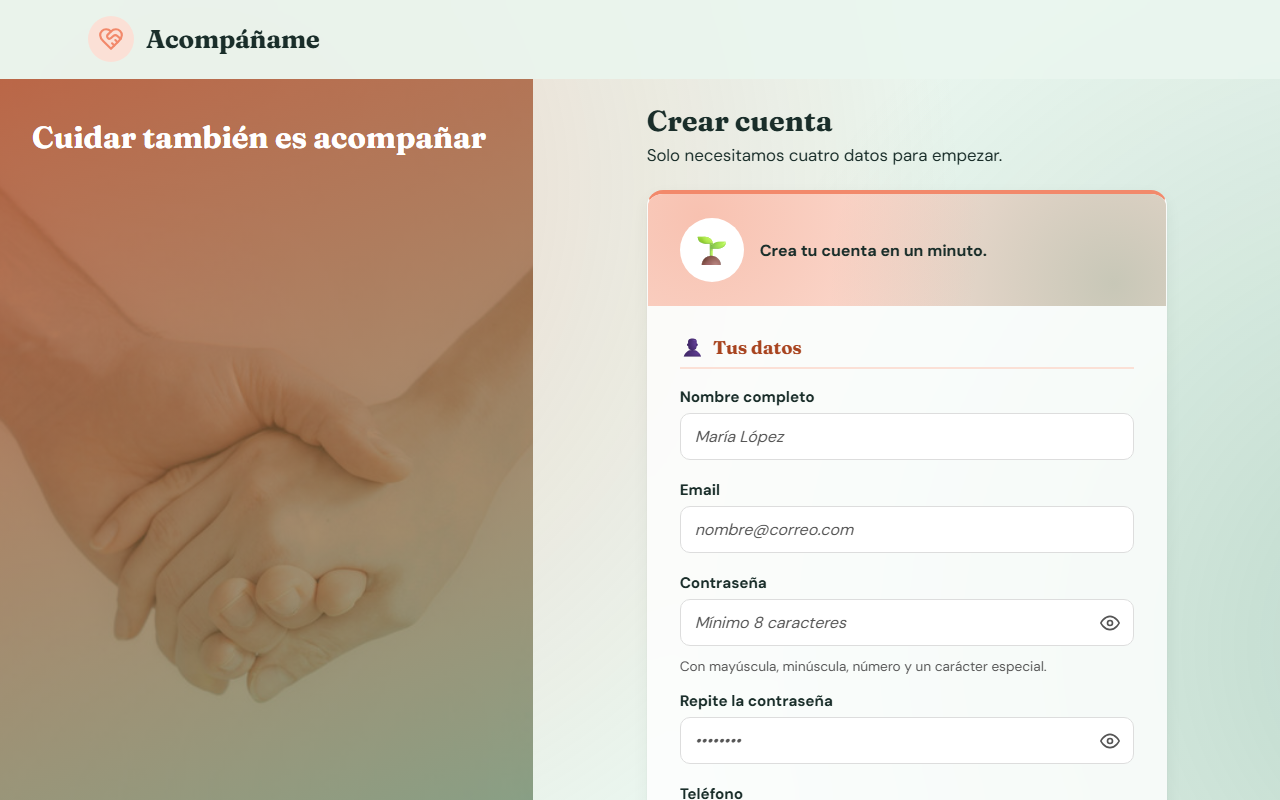 Acompáñame
Cuidar también es acompañar
Crear cuenta
Solo necesitamos cuatro datos para empezar.
Crea tu cuenta en un minuto.
Tus datos
Nombre completo
María López
Email
nombre@correo.com
Contraseña
Mínimo 8 caracteres
Con mayúscula, minúscula, número y un carácter especial.
Repite la contraseña
••••••••
Teléfono